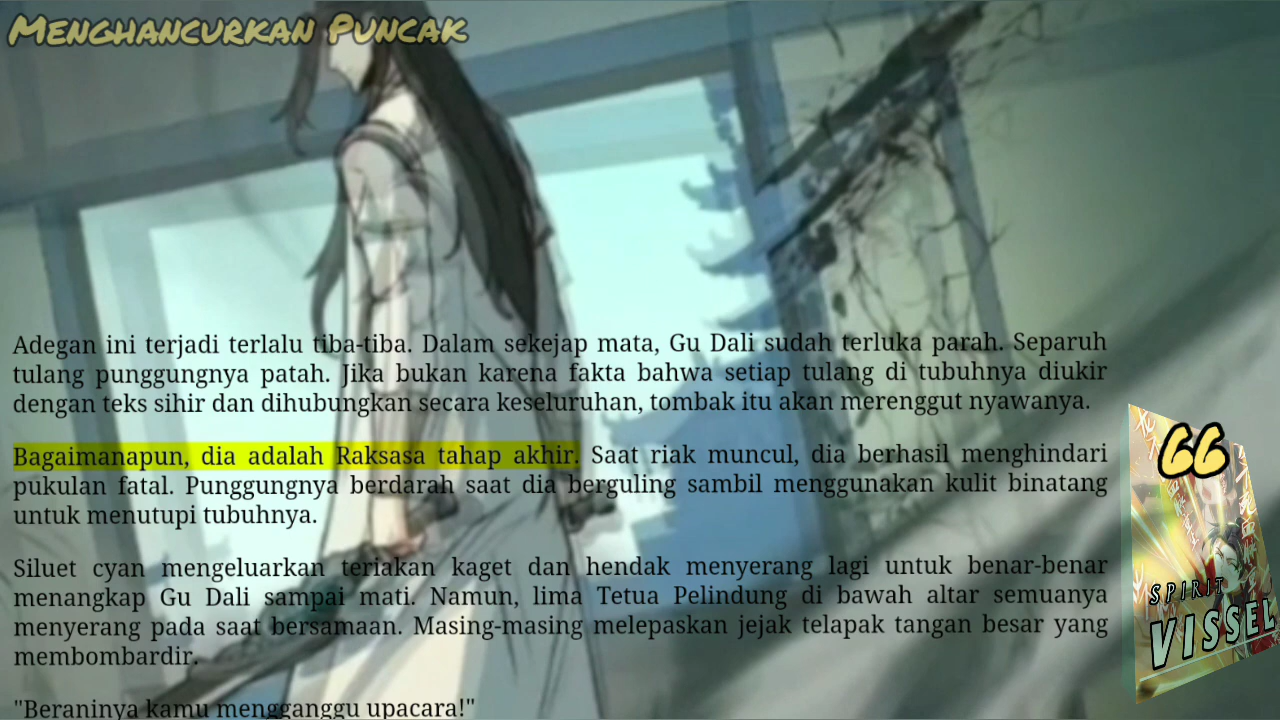 Menghancurkan Puncak
Adegan ini terjadi terlalu tiba-tiba. Dalam sekejap mata, Gu Dali sudah terluka parah. Separuh
tulang punggungnya patah. Jika bukan karena fakta bahwa setiap tulang di tubuhnya diukir
dengan teks sihir dan dihubungkan secara keseluruhan, tombak itu akan merenggut nyawanya.
Bagaimanapun, dia adalah Raksasa tahap akhir. Saat riak muncul, dia berhasil menghindari
pukulan fatal. Punggungnya berdarah saat dia berguling sambil menggunakan kulit binatang
untuk menutupi tubuhnya.
Siluet cyan mengeluarkan teriakan kaget dan hendak menyerang lagi untuk benar-benar
menangkap Gu Dali sampai mati. Namun, lima Tetua Pelindung di bawah altar semuanya
menyerang pada saat bersamaan. Masing-masing melepaskan jejak telapak tangan besar yang
membombardir.
"Beraninya kamu mengganggu upacara!"
66
SPIRIT
VISSEL